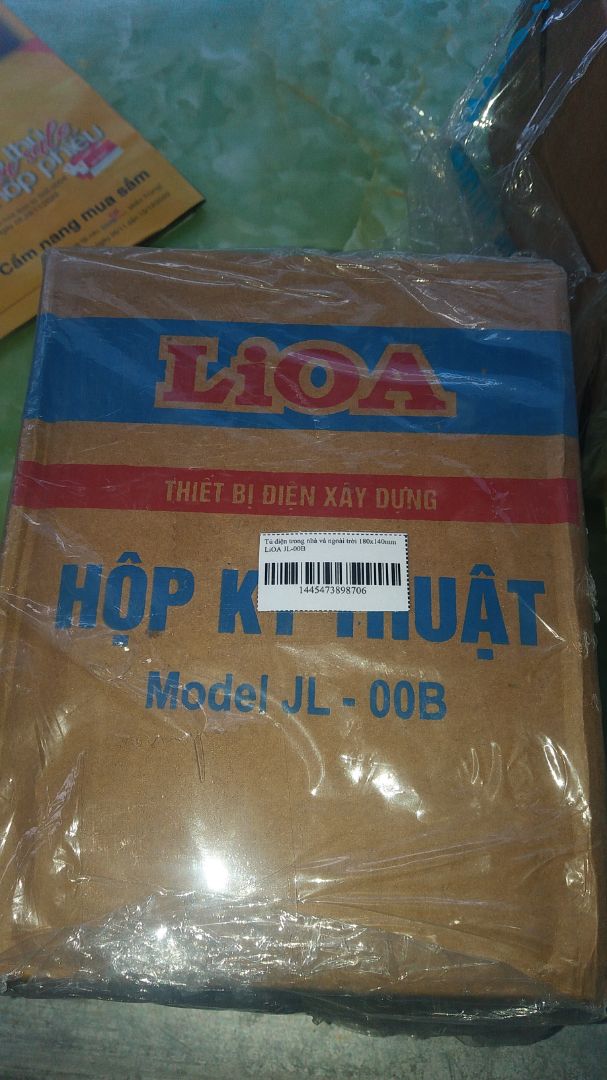 Cẩm nang mua sắm
LiOA
THIẾT BỊ ĐIỆN XÂY DỰNG
Tủ điện trong nhà và ngoài trời 180x140mm
LiOA JL-00B
1445473898706
HỘP KỸ THUẬT
Model JL - 00B